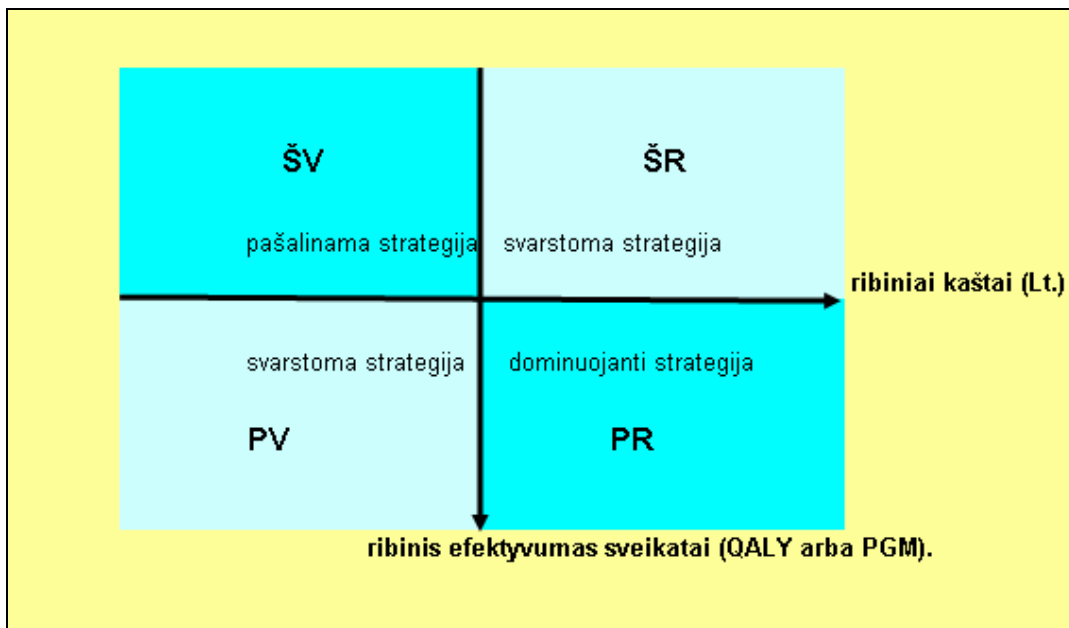 ŠV
ŠR
pašalinama strategija
svarstoma strategija
ribiniai kaštai (Lt.)
svarstoma strategija
dominuojanti strategija
PV
PR
ribinis efektyvumas sveikatai (QALY arba PGM).